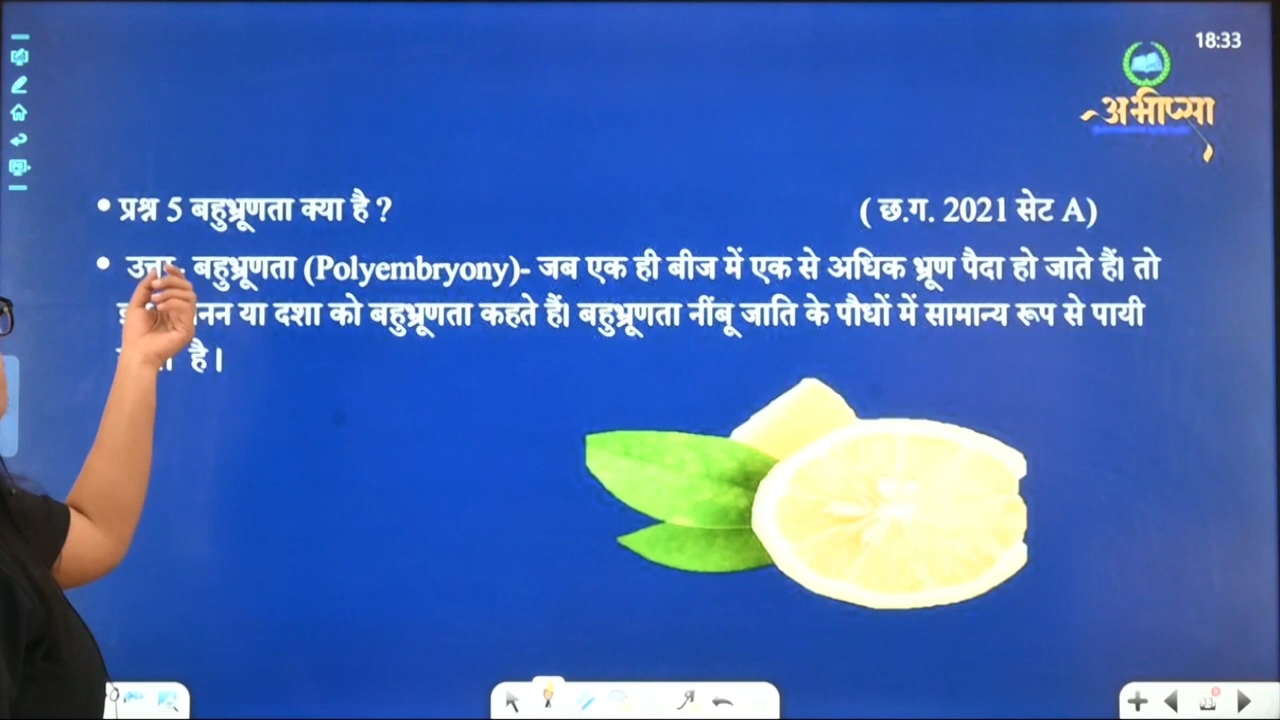 18:33
अभीप्सा
• प्रश्न 5 बहुभ्रूणता क्या है ? ( छ.ग. 2021 सेट A)
• बहुभ्रूणता (Polyembryony)- जब एक ही बीज में एक से अधिक भ्रूण पैदा हो जाते हैं। तो
या दशा को बहुभ्रूणता कहते हैं। बहुभ्रूणता नींबू जाति के पौधों में सामान्य रूप से पायी
है।